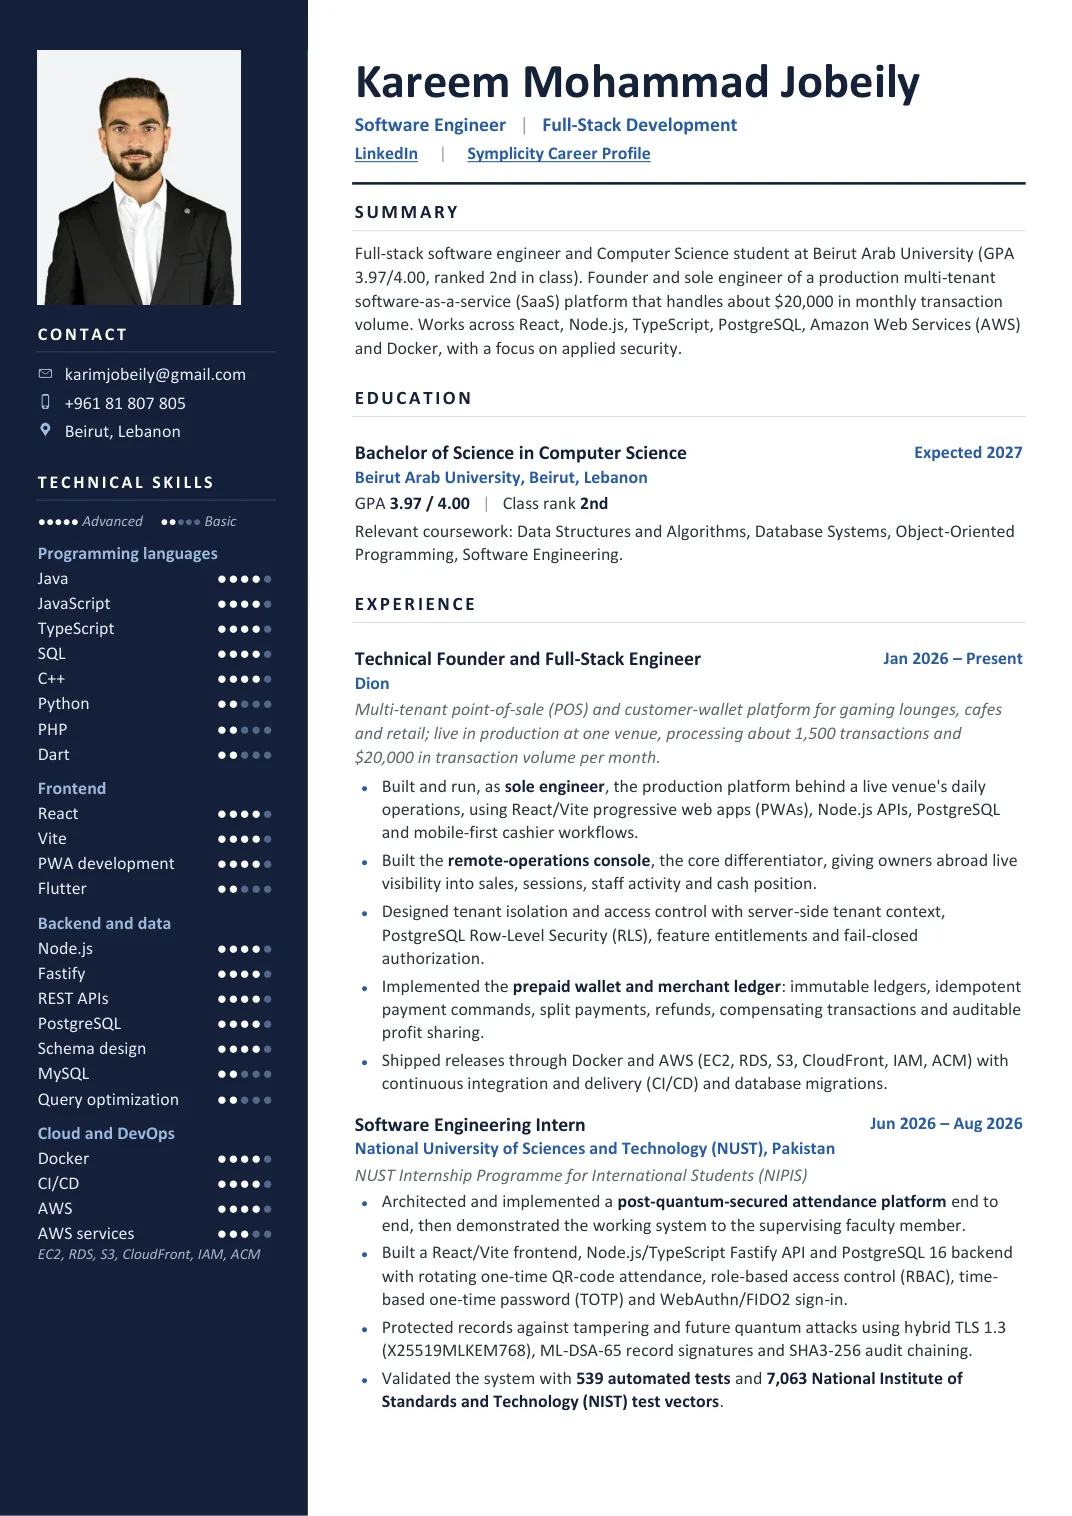 Kareem Mohammad Jobeily
Software Engineer | Full-Stack Development
LinkedIn | Symplicity Career Profile
CONTACT
karimjobeily@gmail.com
+961 81 807 805
Beirut, Lebanon
TECHNICAL SKILLS
●●●●● Advanced ●●●●● Basic
Programming languages
Java
JavaScript
TypeScript
SQL
C++
Python
PHP
Dart
Frontend
React
Vite
PWA development
Flutter
Backend and data
Node.js
Fastify
REST APIs
PostgreSQL
Schema design
MySQL
Query optimization
Cloud and DevOps
Docker
CI/CD
AWS
AWS services
EC2, RDS, S3, CloudFront, IAM, ACM
SUMMARY
Full-stack software engineer and Computer Science student at Beirut Arab University (GPA
3.97/4.00, ranked 2nd in class). Founder and sole engineer of a production multi-tenant
software-as-a-service (SaaS) platform that handles about $20,000 in monthly transaction
volume. Works across React, Node.js, TypeScript, PostgreSQL, Amazon Web Services (AWS)
and Docker, with a focus on applied security.
EDUCATION
Bachelor of Science in Computer Science Expected 2027
Beirut Arab University, Beirut, Lebanon
GPA 3.97 / 4.00 | Class rank 2nd
Relevant coursework: Data Structures and Algorithms, Database Systems, Object-Oriented
Programming, Software Engineering.
EXPERIENCE
Technical Founder and Full-Stack Engineer Jan 2026 – Present
Dion
Multi-tenant point-of-sale (POS) and customer-wallet platform for gaming lounges, cafes
and retail; live in production at one venue, processing about 1,500 transactions and
$20,000 in transaction volume per month.
• Built and run, as sole engineer, the production platform behind a live venue's daily
operations, using React/Vite progressive web apps (PWAs), Node.js APIs, PostgreSQL
and mobile-first cashier workflows.
• Built the remote-operations console, the core differentiator, giving owners abroad live
visibility into sales, sessions, staff activity and cash position.
• Designed tenant isolation and access control with server-side tenant context,
PostgreSQL Row-Level Security (RLS), feature entitlements and fail-closed
authorization.
• Implemented the prepaid wallet and merchant ledger: immutable ledgers, idempotent
payment commands, split payments, refunds, compensating transactions and auditable
profit sharing.
• Shipped releases through Docker and AWS (EC2, RDS, S3, CloudFront, IAM, ACM) with
continuous integration and delivery (CI/CD) and database migrations.
Software Engineering Intern Jun 2026 – Aug 2026
National University of Sciences and Technology (NUST), Pakistan
NUST Internship Programme for International Students (NIPIS)
• Architected and implemented a post-quantum-secured attendance platform end to
end, then demonstrated the working system to the supervising faculty member.
• Built a React/Vite frontend, Node.js/TypeScript Fastify API and PostgreSQL 16 backend
with rotating one-time QR-code attendance, role-based access control (RBAC), time-
based one-time password (TOTP) and WebAuthn/FIDO2 sign-in.
• Protected records against tampering and future quantum attacks using hybrid TLS 1.3
(X25519MLKEM768), ML-DSA-65 record signatures and SHA3-256 audit chaining.
• Validated the system with 539 automated tests and 7,063 National Institute of
Standards and Technology (NIST) test vectors.